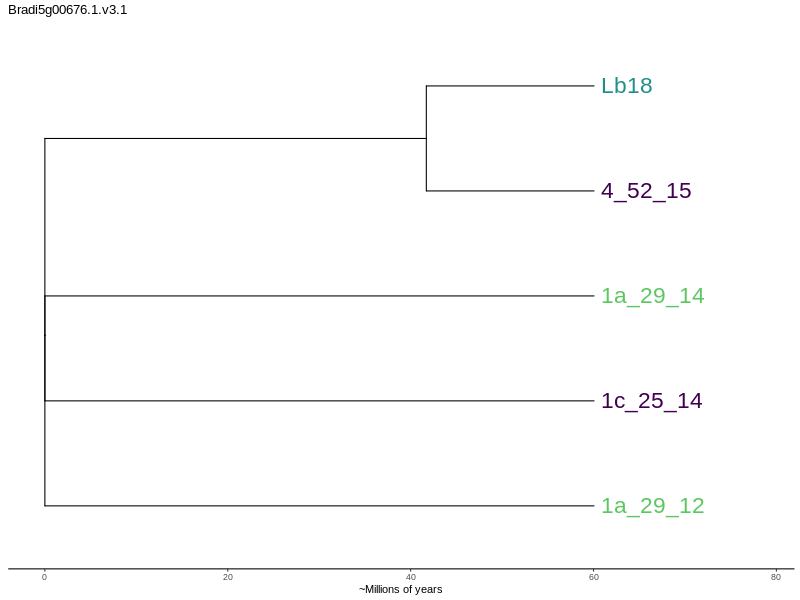 Bradi5g00676.1.v3.1
Lb18
4_52_15
1a_29_14
1c_25_14
1a_29_12
0 20 40 60 80
~Millions of years